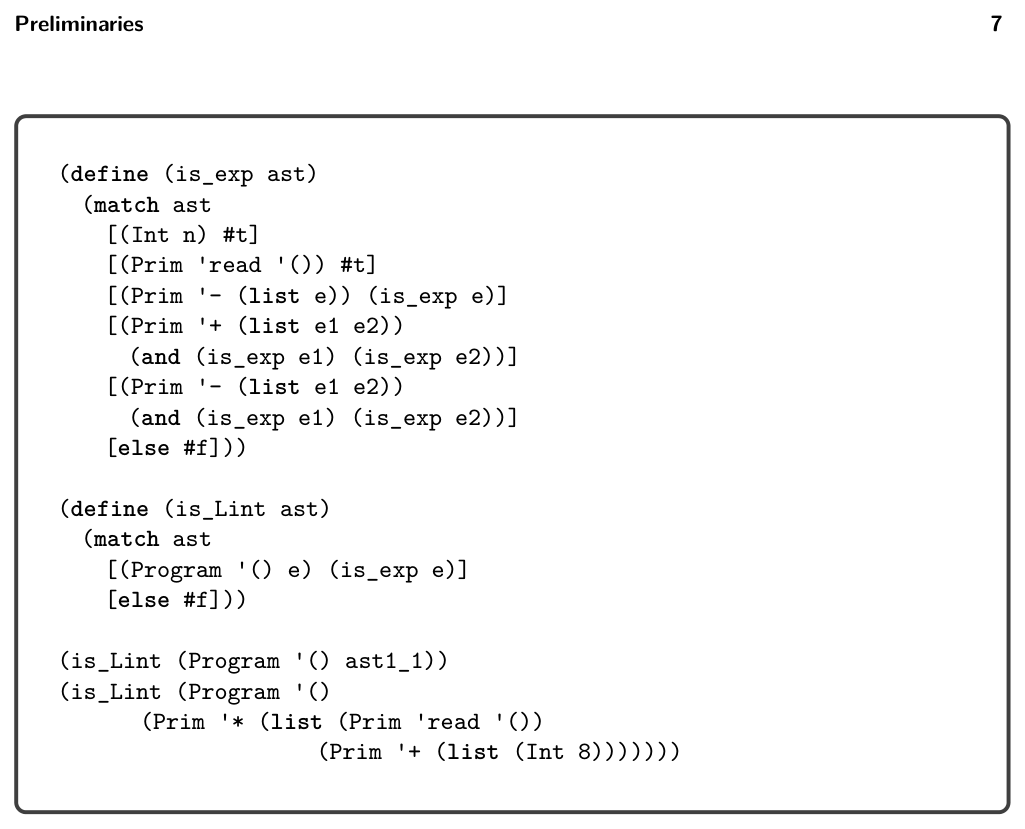 Preliminaries 7
(define (is_exp ast)
(match ast
[(Int n) #t]
[(Prim 'read '()) #t]
[(Prim '- (list e)) (is_exp e)]
[(Prim '+ (list e1 e2))
(and (is_exp e1) (is_exp e2))]
[(Prim '- (list e1 e2))
(and (is_exp e1) (is_exp e2))]
[else #f]))
(define (is_Lint ast)
(match ast
[(Program '() e) (is_exp e)]
[else #f]))
(is_Lint (Program '() ast1_1))
(is_Lint (Program '()
(Prim '* (list (Prim 'read '())
(Prim '+ (list (Int 8)))))))